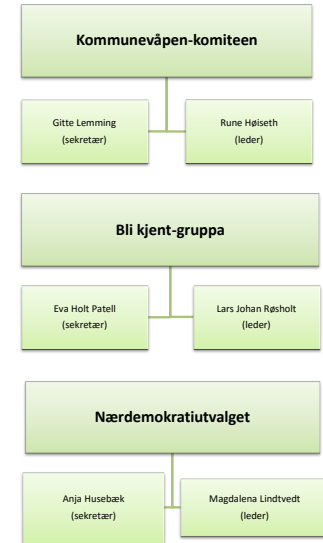 Kommunevåpen-komiteen
Gitte Lemming
(sekretær)
Rune Høiseth
(leder)
Bli kjent-gruppa
Eva Holt Patell
(sekretær)
Lars Johan Røsholt
(leder)
Nærdemokratiutvalget
Anja Husebæk
(sekretær)
Magdalena Lindtvedt
(leder)